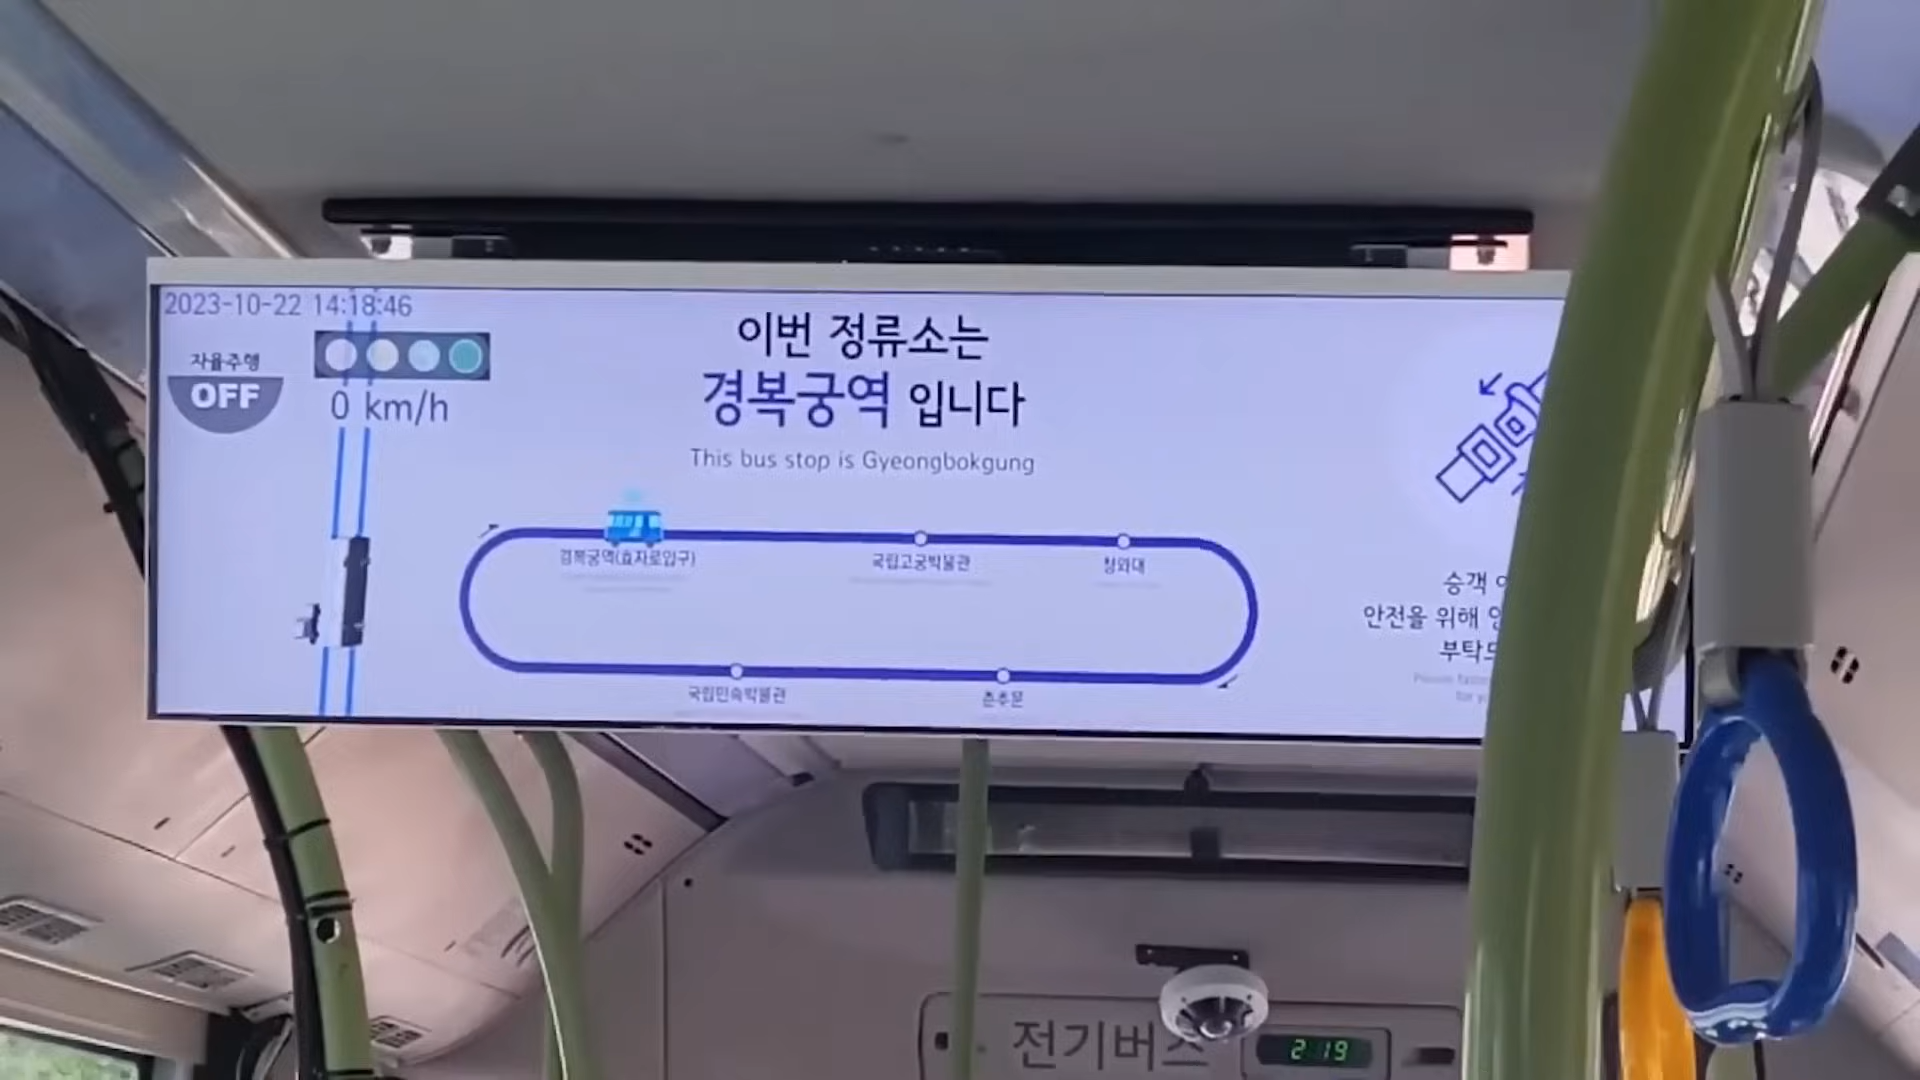 2023-10-22 14:18:46
자율주행
OFF
0 km/h
이번 정류소는
경복궁역 입니다
This bus stop is Gyeongbokgung
경복궁역(효자로입구)
국립고궁박물관
청와대
국립민속박물관
춘추문
승객
안전을 위해
전기버스
2:19